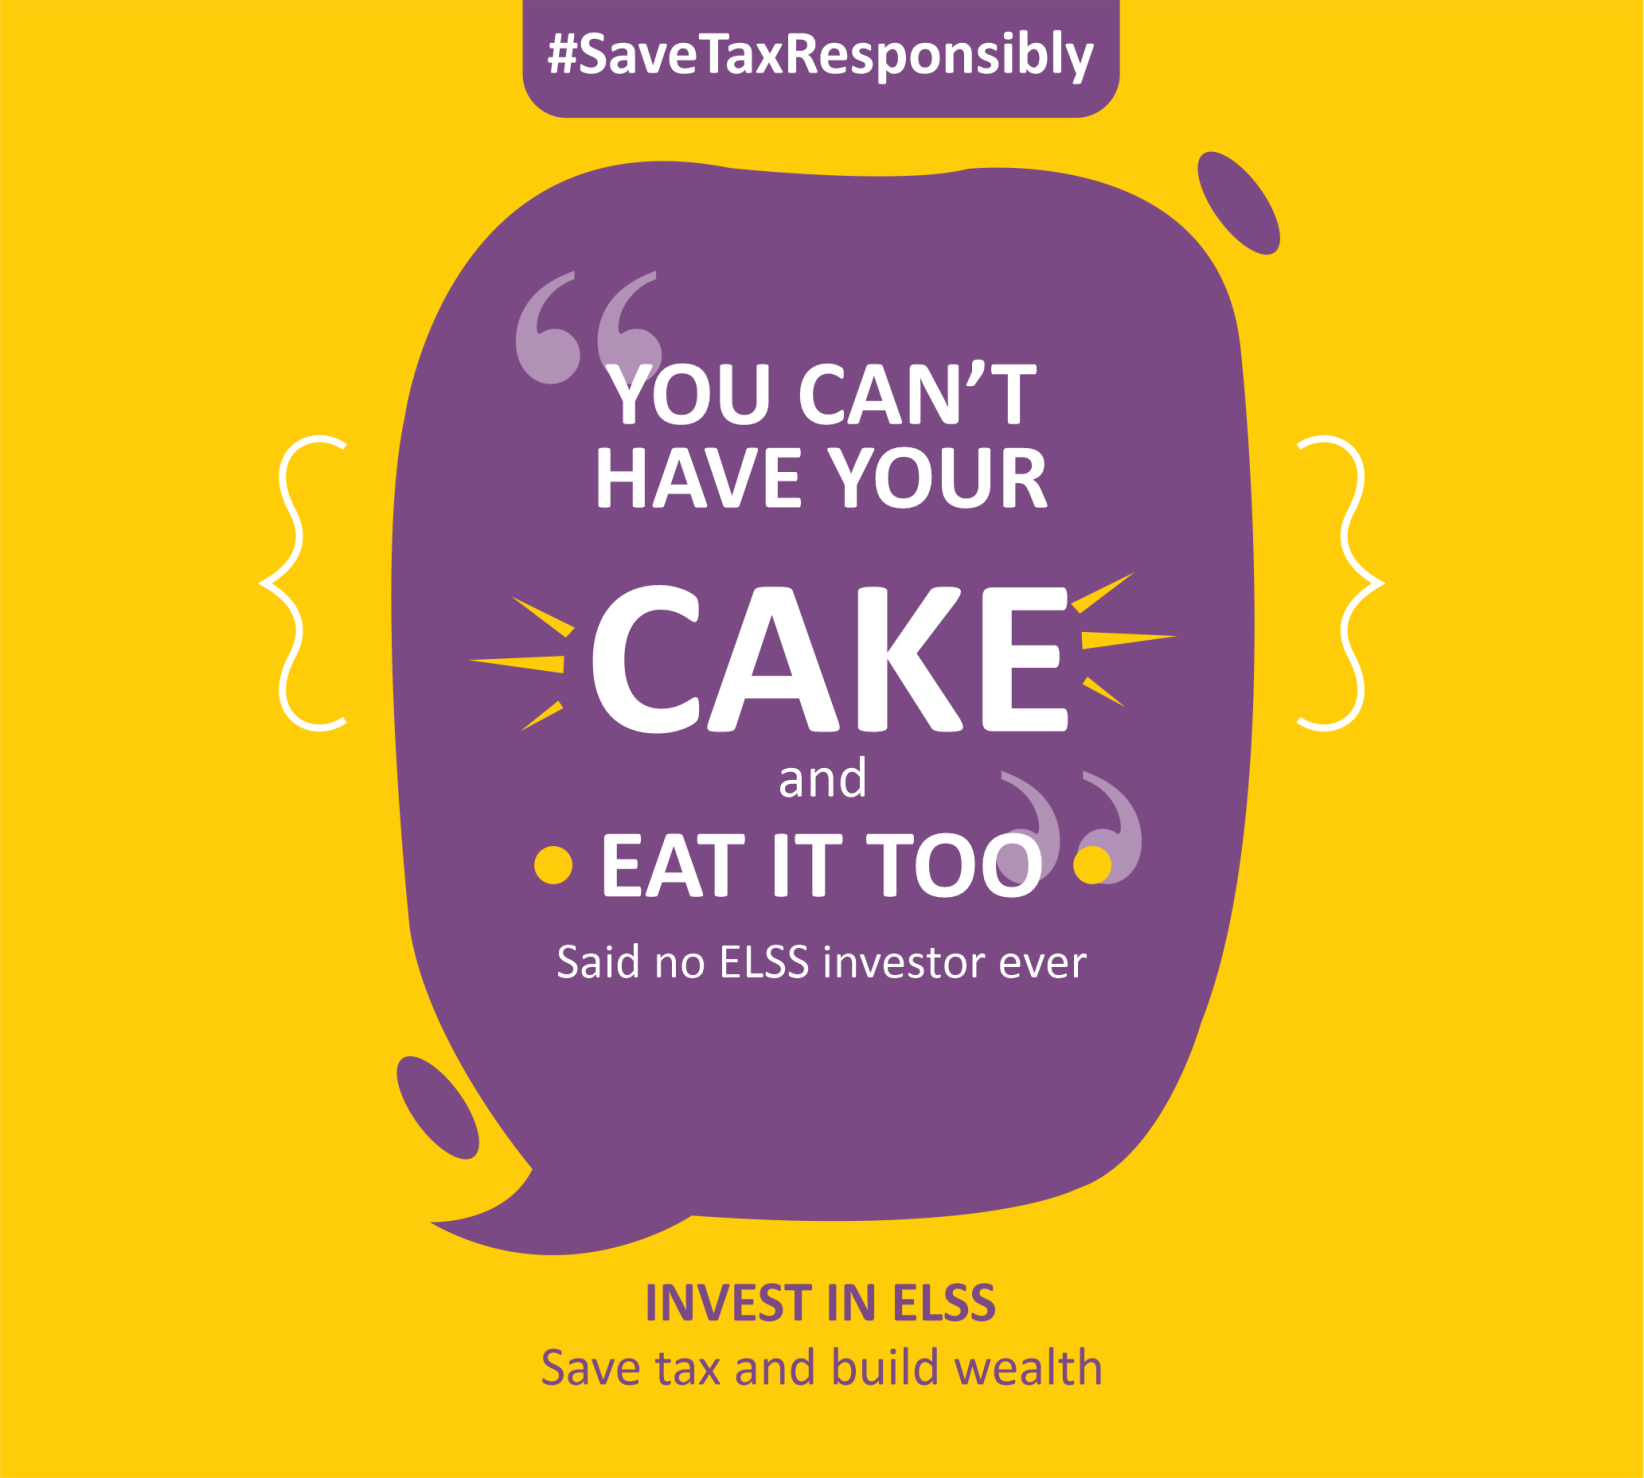 #SaveTaxResponsibly
“YOU CAN’T
HAVE YOUR
CAKE
and
EAT IT TOO”
Said no ELSS investor ever
INVEST IN ELSS
Save tax and build wealth